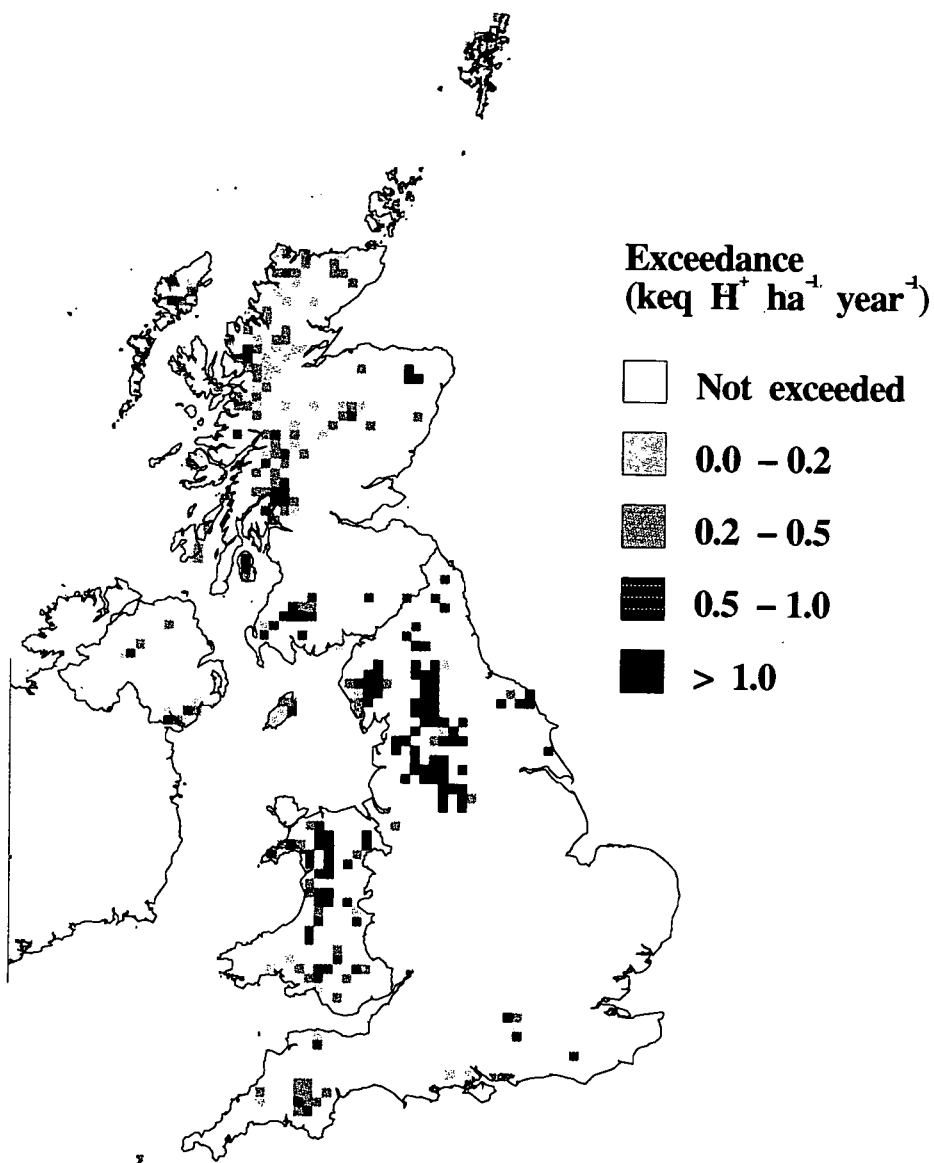 Exceedance
(keq H⁺ ha⁻¹ year⁻¹)
Not exceeded
0.0 – 0.2
0.2 – 0.5
0.5 – 1.0
> 1.0